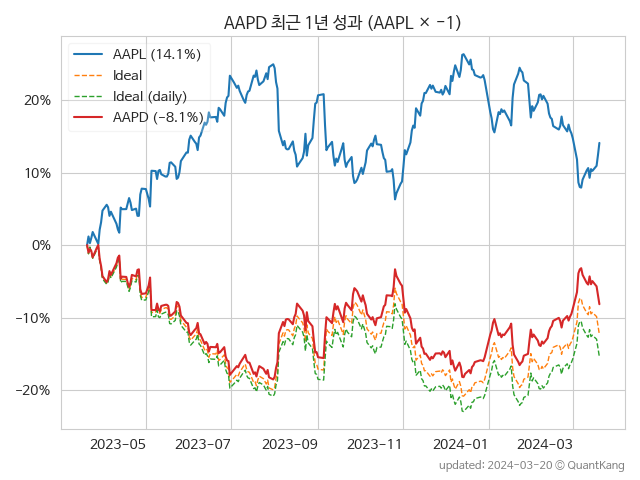 AAPD 최근 1년 성과 (AAPL × −1)
AAPL (14.1%)
Ideal
Ideal (daily)
AAPD (−8.1%)
20%
10%
0%
−10%
−20%
2023-05 2023-07 2023-09 2023-11 2024-01 2024-03
updated: 2024-03-20 © QuantKang